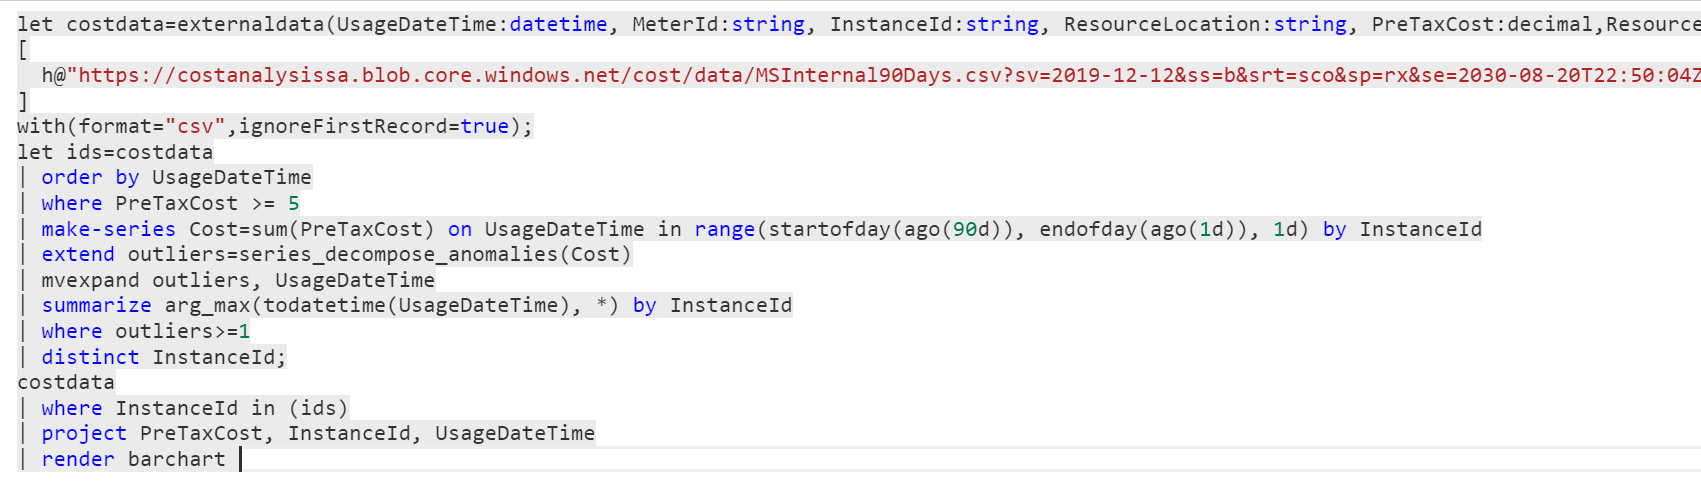 let costdata=externaldata(UsageDateTime:datetime, MeterId:string, InstanceId:string, ResourceLocation:string, PreTaxCost:decimal,Resource
[
  h@"https://costanalysissa.blob.core.windows.net/cost/data/MSInternal90Days.csv?sv=2019-12-12&ss=b&srt=sco&sp=rx&se=2030-08-20T22:50:04Z
]
with(format="csv",ignoreFirstRecord=true);
let ids=costdata
| order by UsageDateTime
| where PreTaxCost >= 5
| make-series Cost=sum(PreTaxCost) on UsageDateTime in range(startofday(ago(90d)), endofday(ago(1d)), 1d) by InstanceId
| extend outliers=series_decompose_anomalies(Cost)
| mvexpand outliers, UsageDateTime
| summarize arg_max(todatetime(UsageDateTime), *) by InstanceId
| where outliers>=1
| distinct InstanceId;
costdata
| where InstanceId in (ids)
| project PreTaxCost, InstanceId, UsageDateTime
| render barchart